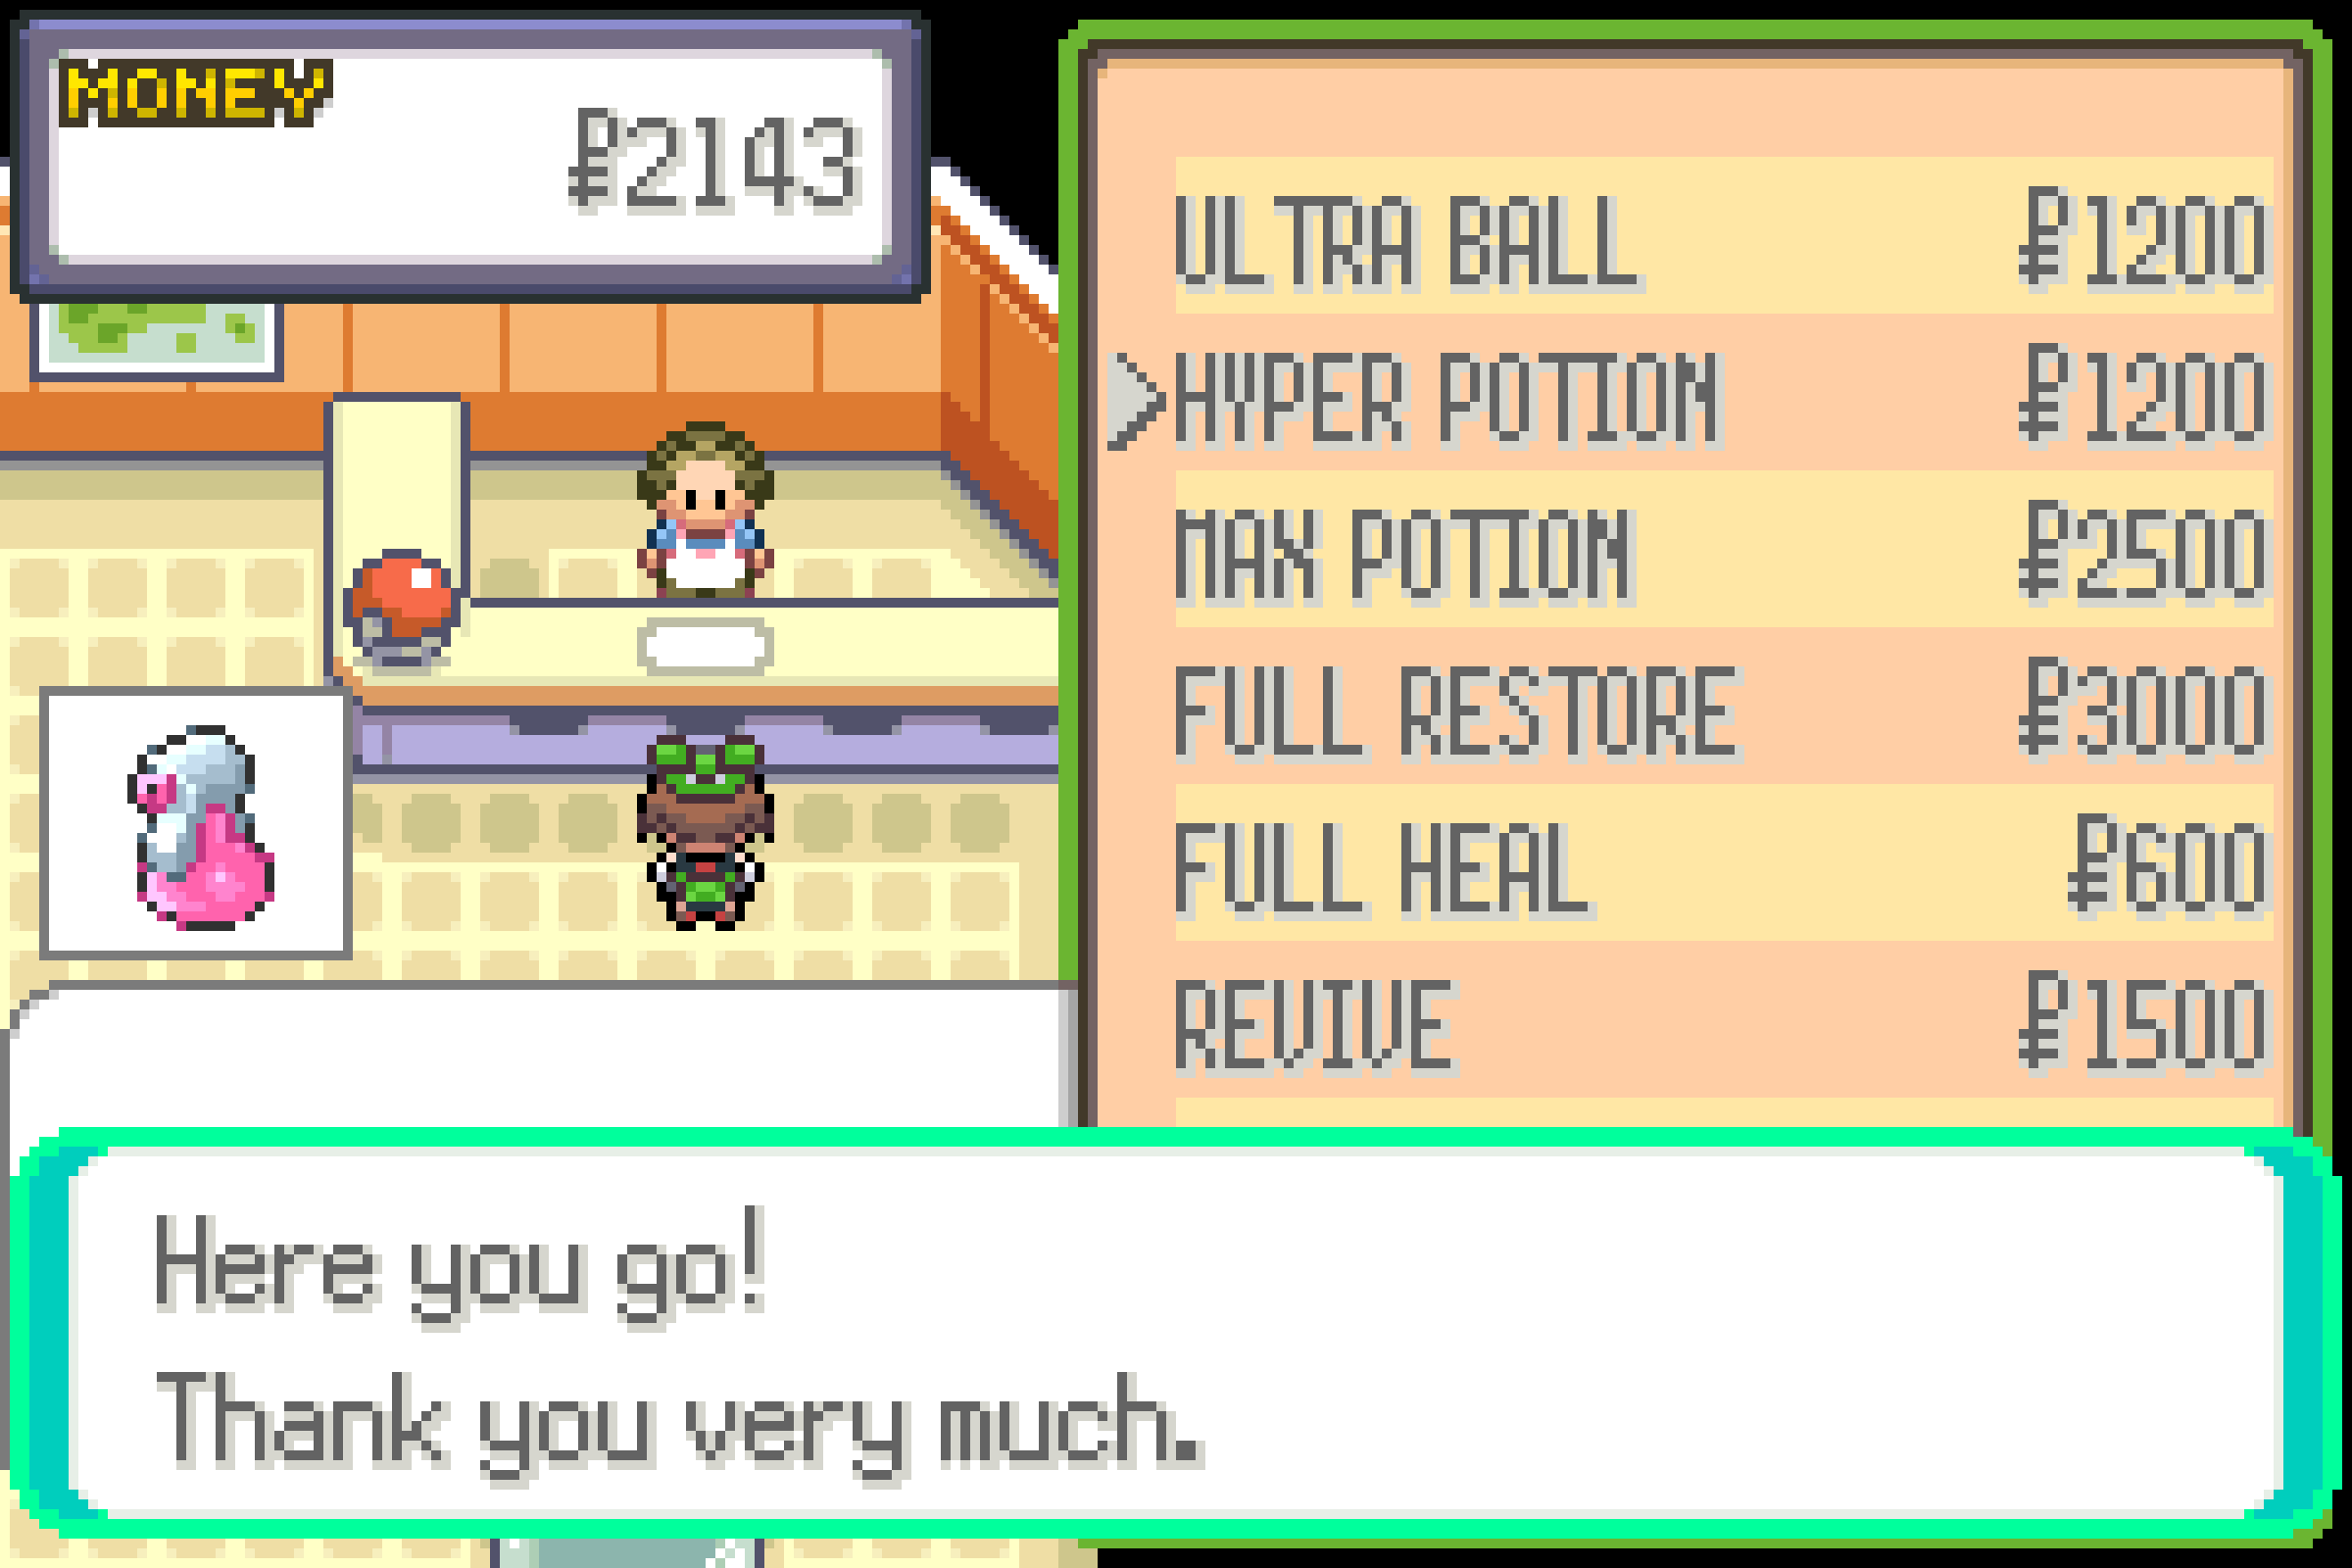 MONEY
₽2143
ULTRA BALL ₽1200
HYPER POTION ₽1200
MAX POTION ₽2500
FULL RESTORE ₽3000
FULL HEAL ₽600
REVIVE ₽1500
Here you go!
Thank you very much.